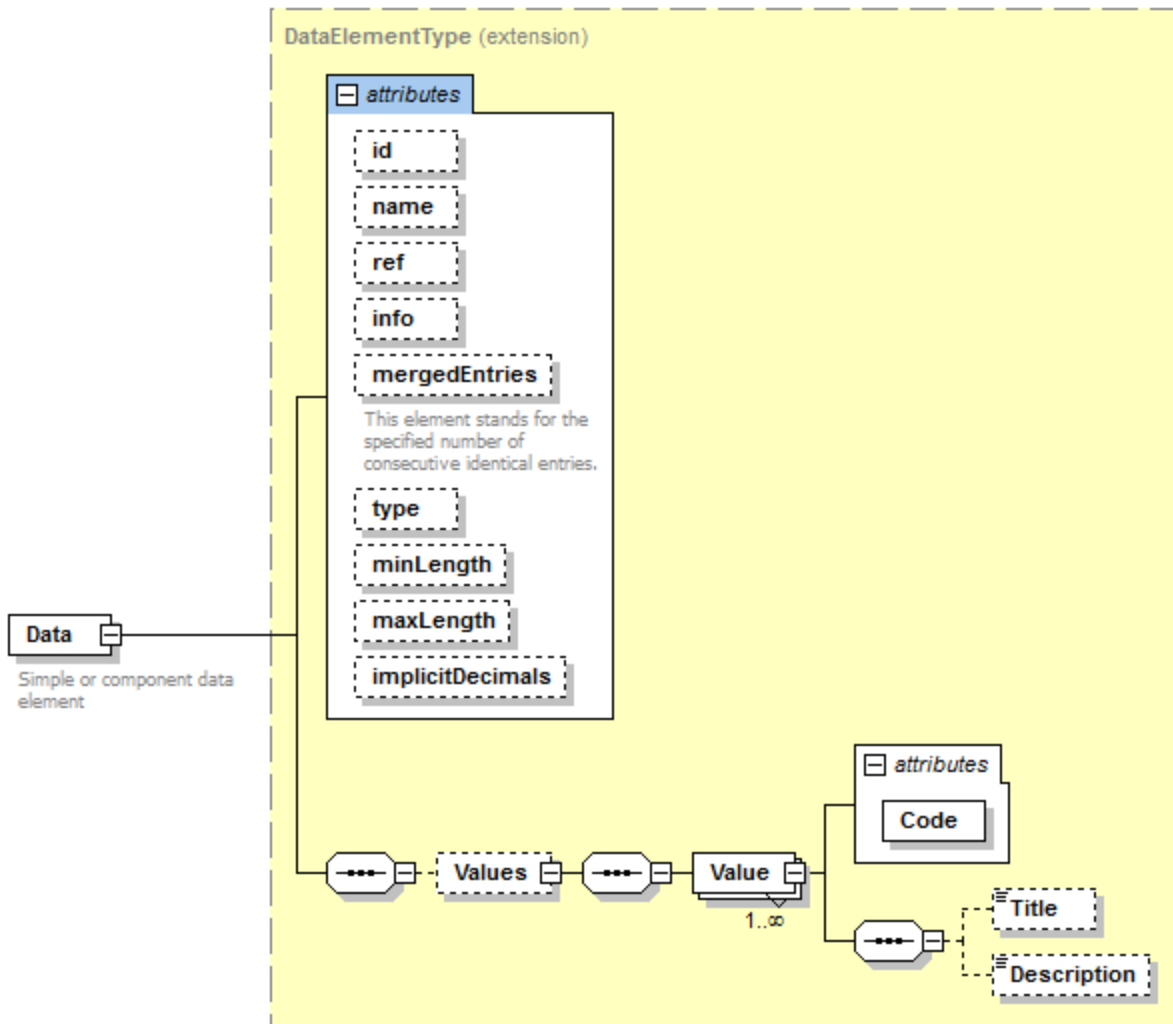 DataElementType (extension)
attributes
id
name
ref
info
mergedEntries
This element stands for the
specified number of
consecutive identical entries.
type
minLength
maxLength
implicitDecimals
Data
Simple or component data
element
attributes
Code
Values
Value
1..∞
Title
Description